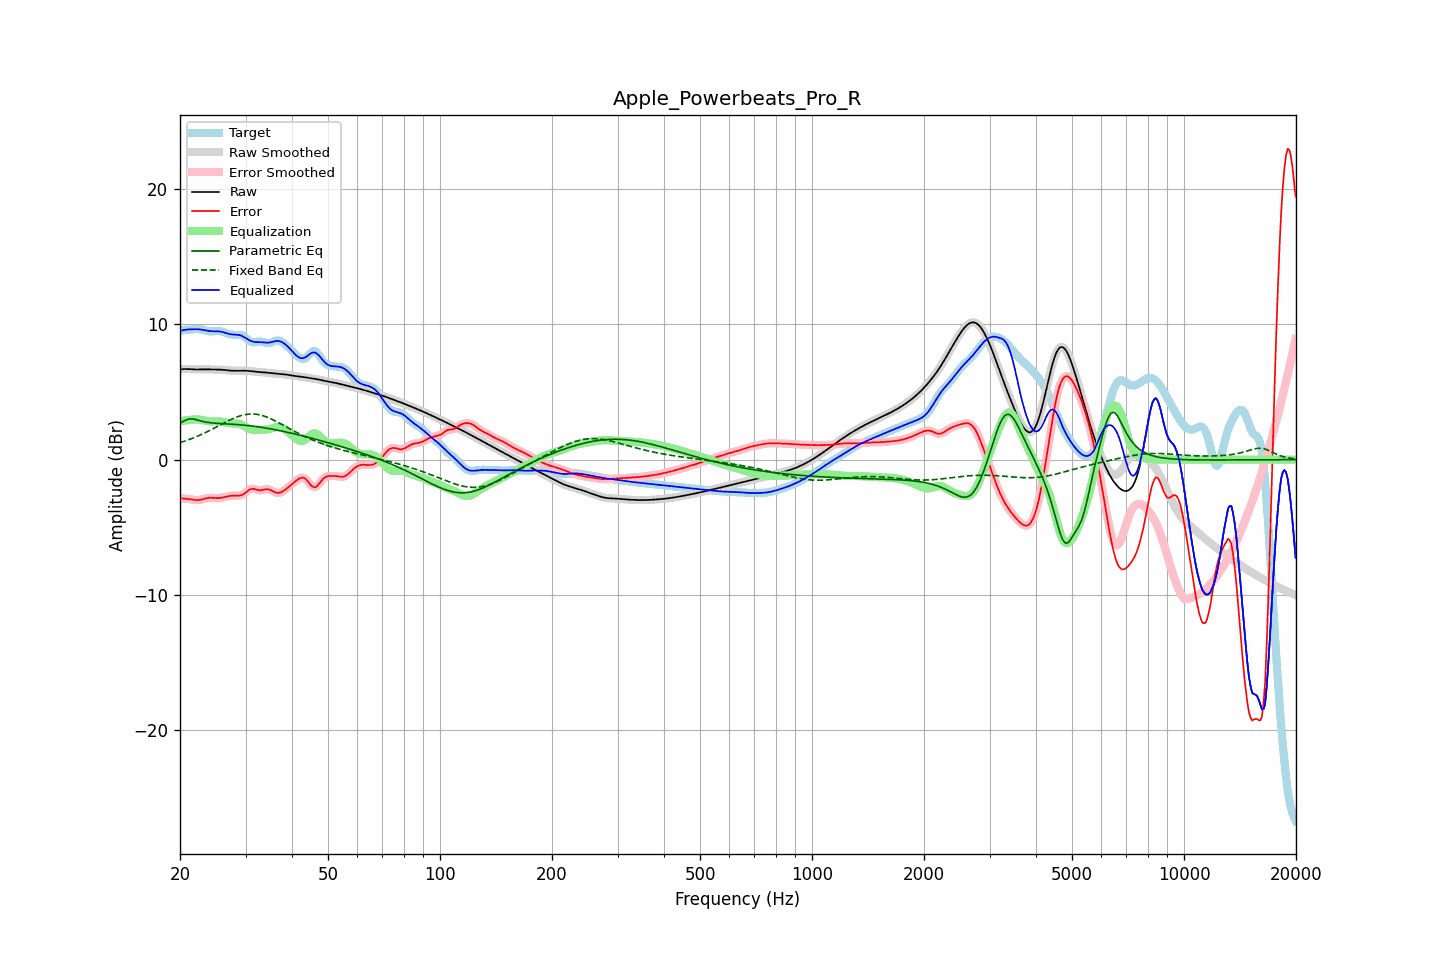 Apple_Powerbeats_Pro_R
Target
Raw Smoothed
Error Smoothed
Raw
Error
Equalization
Parametric Eq
Fixed Band Eq
Equalized
20
10
0
−10
−20
Amplitude (dBr)
20
50
100
200
500
1000
2000
5000
10000
20000
Frequency (Hz)